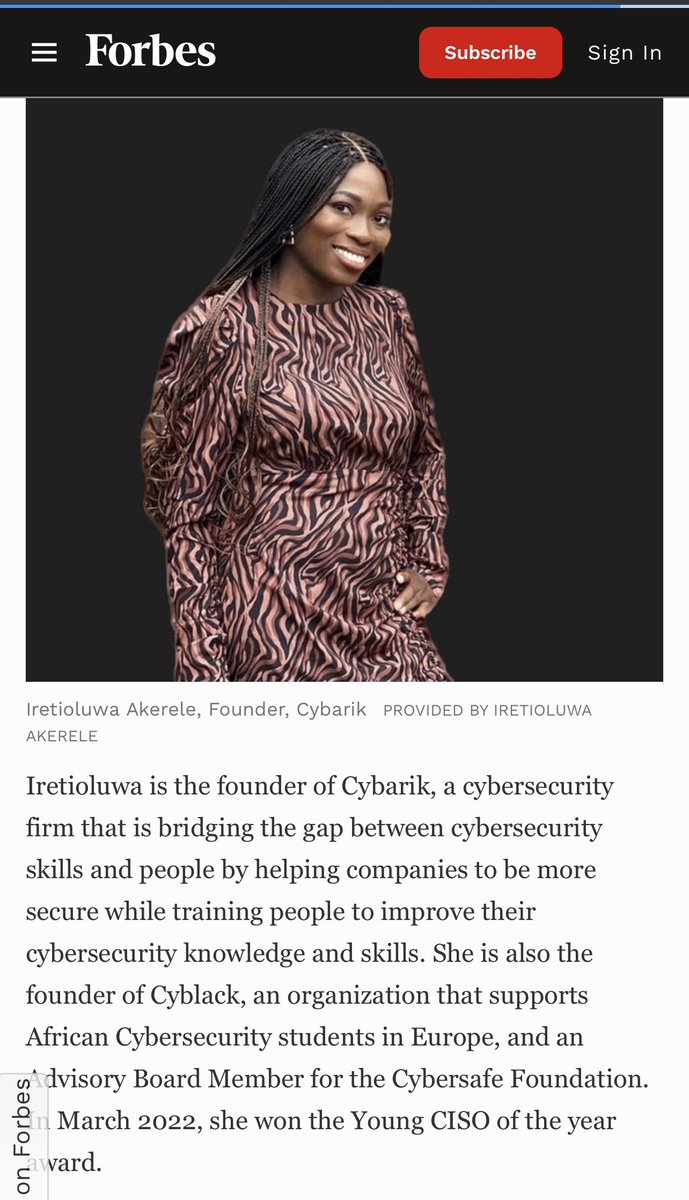 Forbes
Subscribe
Sign In
Iretioluwa Akerele, Founder, Cybarik PROVIDED BY IRETIOLUWA
AKERELE
Iretioluwa is the founder of Cybarik, a cybersecurity
firm that is bridging the gap between cybersecurity
skills and people by helping companies to be more
secure while training people to improve their
cybersecurity knowledge and skills. She is also the
founder of Cyblack, an organization that supports
African Cybersecurity students in Europe, and an
Advisory Board Member for the Cybersafe Foundation.
In March 2022, she won the Young CISO of the year
award.
on Forbes